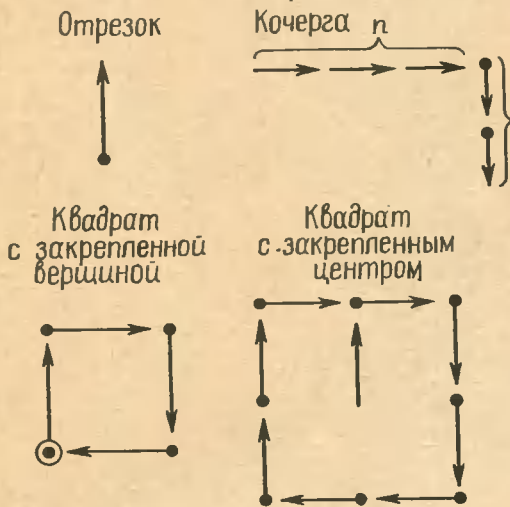 Отрезок
Кочерга n
Квадрат
с закрепленной
вершиной
Квадрат
с закрепленным
центром